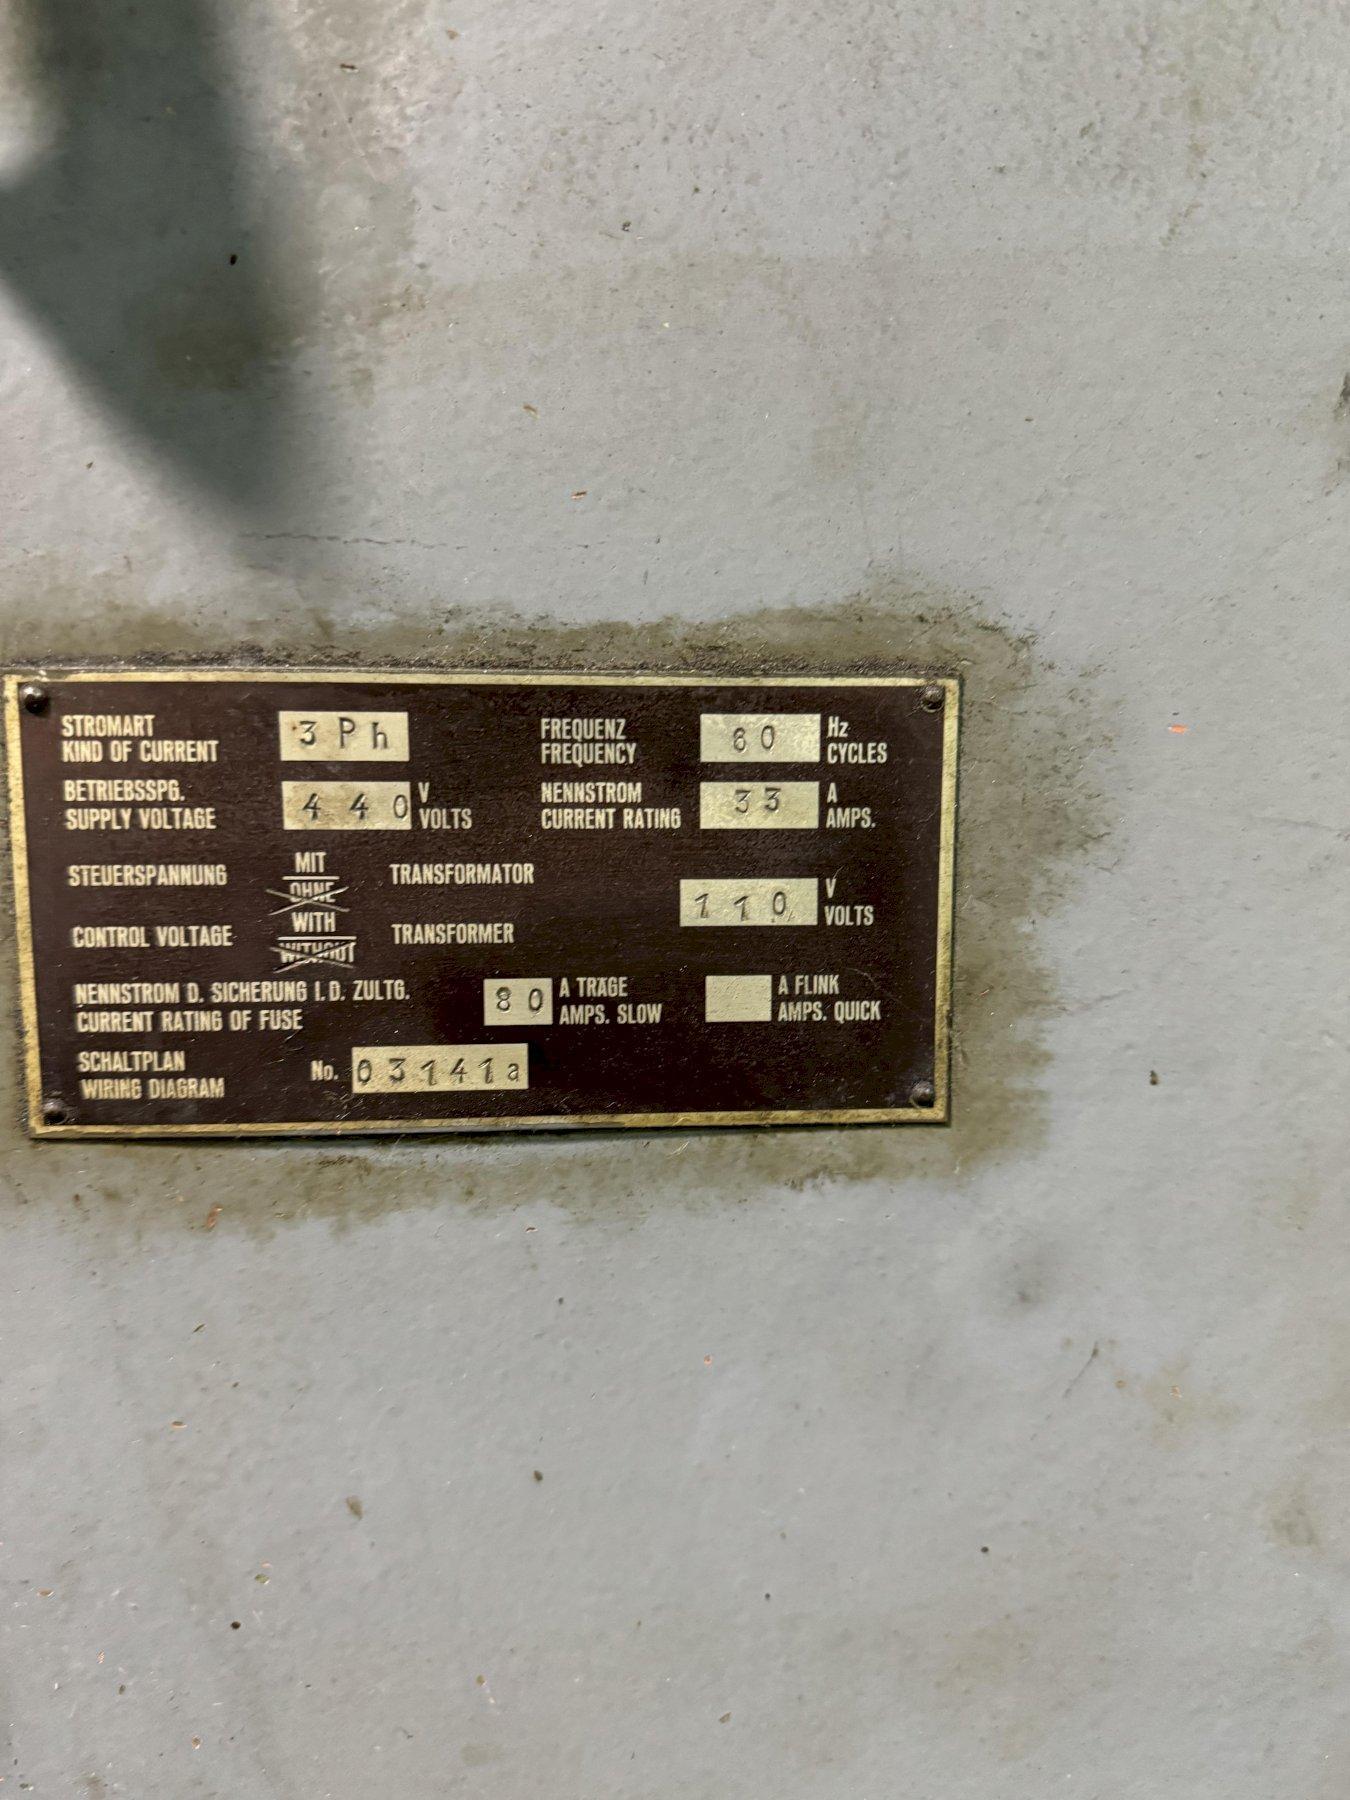 STROMART
KIND OF CURRENT
3Ph
FREQUENZ
FREQUENCY
60
Hz
CYCLES
BETRIEBSSPG.
SUPPLY VOLTAGE
440
V
VOLTS
NENNSTROM
CURRENT RATING
33
A
AMPS.
STEUERSPANNUNG
MIT
OHNE
TRANSFORMATOR
CONTROL VOLTAGE
WITH
WITHOUT
TRANSFORMER
110
V
VOLTS
NENNSTROM D. SICHERUNG I. D. ZULTG.
CURRENT RATING OF FUSE
80
A TRÄGE
AMPS. SLOW
A FLINK
AMPS. QUICK
SCHALTPLAN
WIRING DIAGRAM
No. 03141a